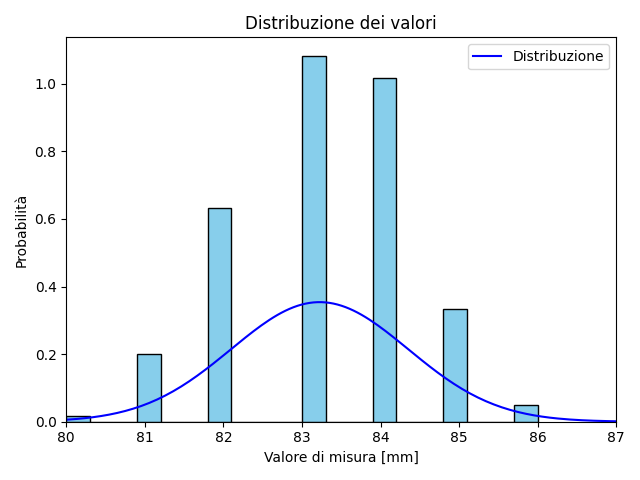 Distribuzione dei valori
Distribuzione
Probabilità
1.0
0.8
0.6
0.4
0.2
0.0
80 81 82 83 84 85 86 87
Valore di misura [mm]